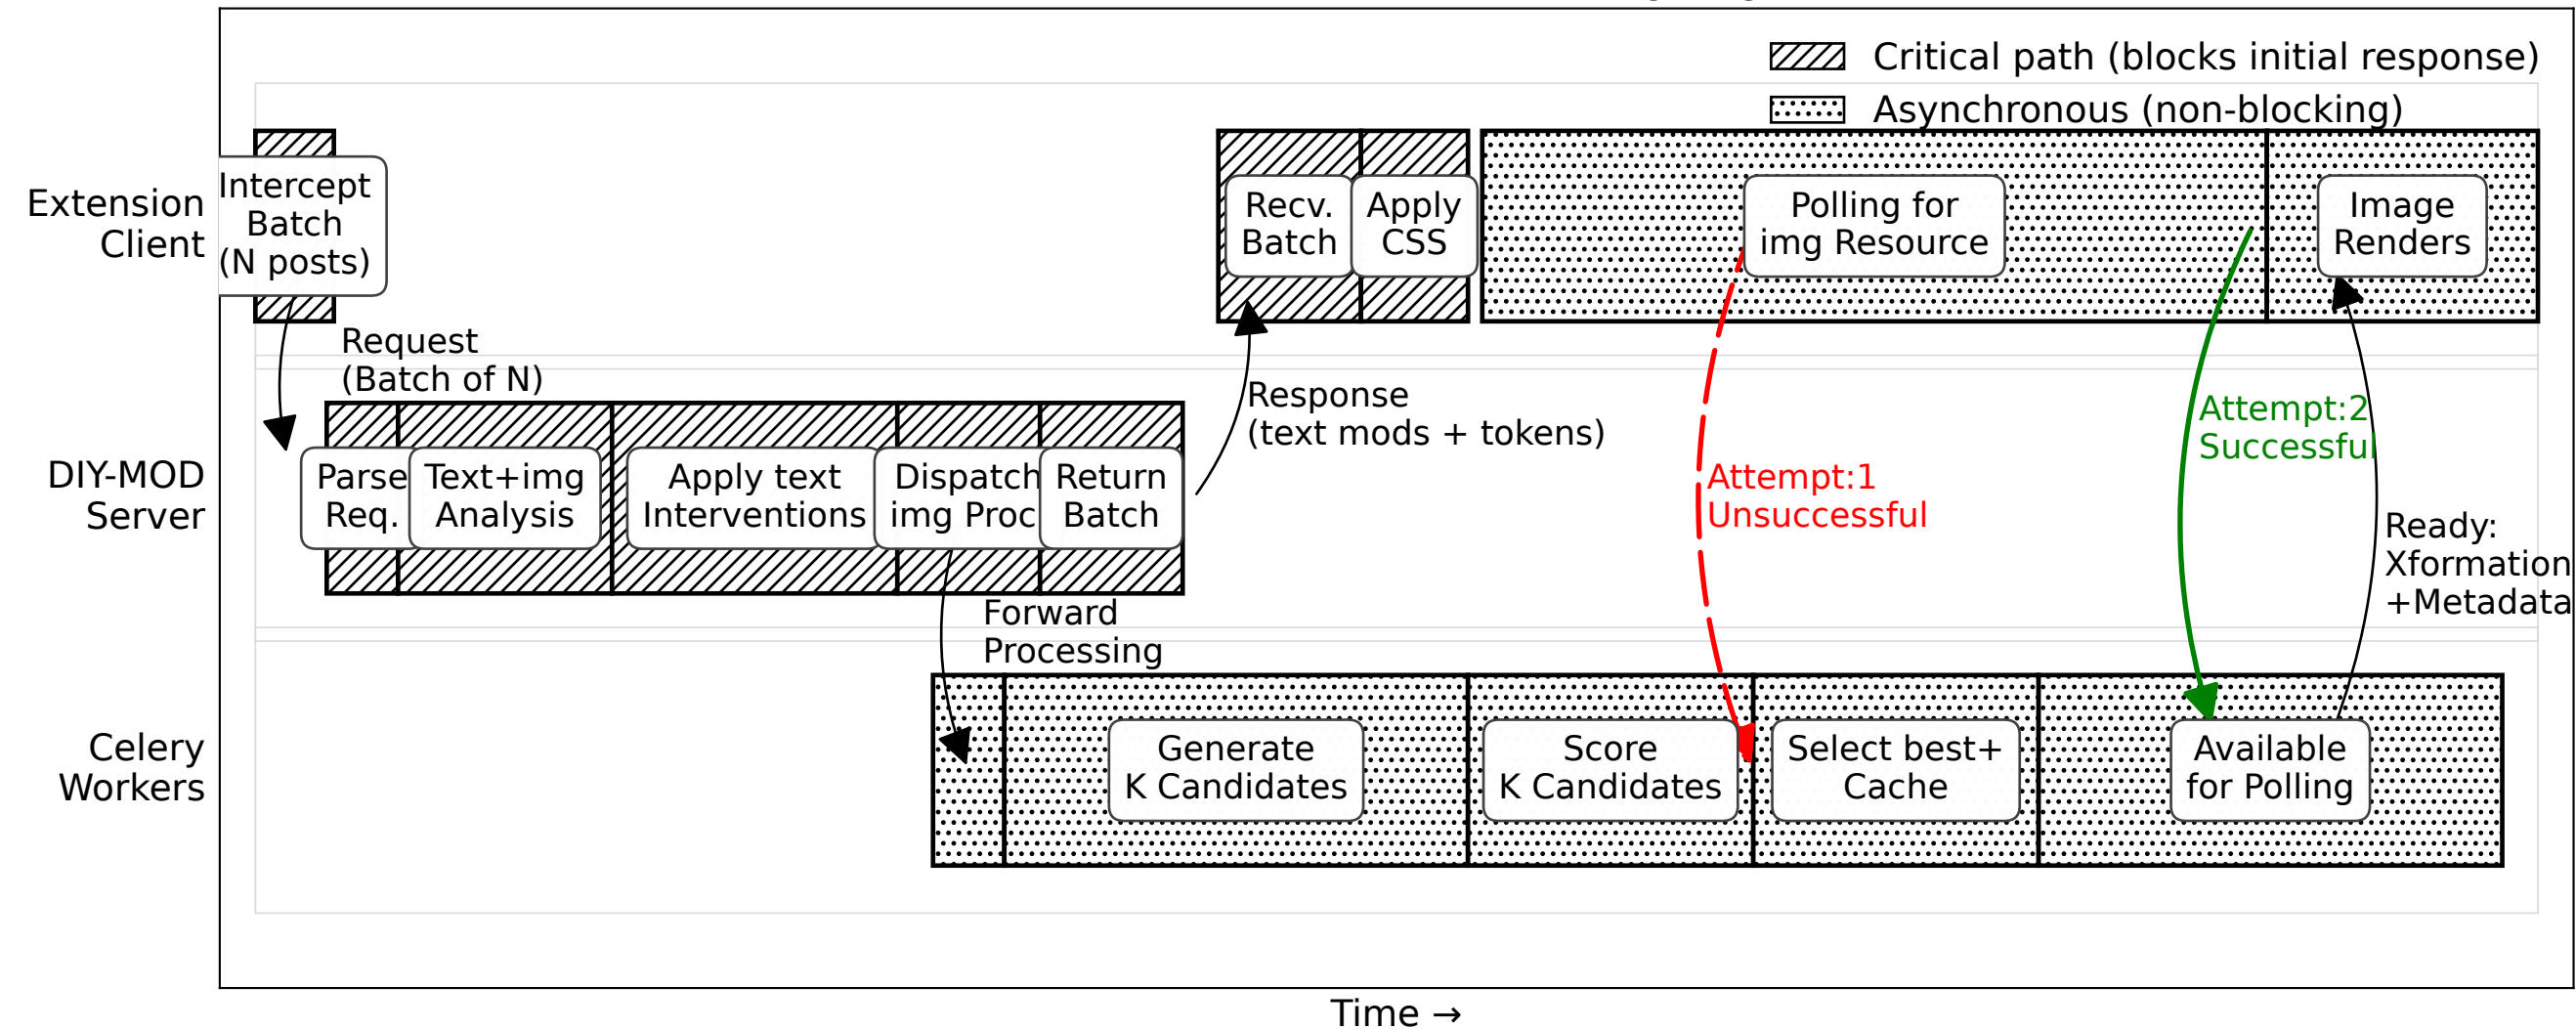 Critical path (blocks initial response)
Asynchronous (non-blocking)
Extension
Client
Intercept
Batch
(N posts)
Recv.
Batch
Apply
CSS
Polling for
img Resource
Image
Renders
Request
(Batch of N)
Response
(text mods + tokens)
Attempt:1
Unsuccessful
Attempt:2
Successful
Ready:
Xformation
+Metadata
DIY-MOD
Server
Parse
Req.
Text+img
Analysis
Apply text
Interventions
Dispatch
img Proc
Return
Batch
Forward
Processing
Celery
Workers
Generate
K Candidates
Score
K Candidates
Select best+
Cache
Available
for Polling
Time →